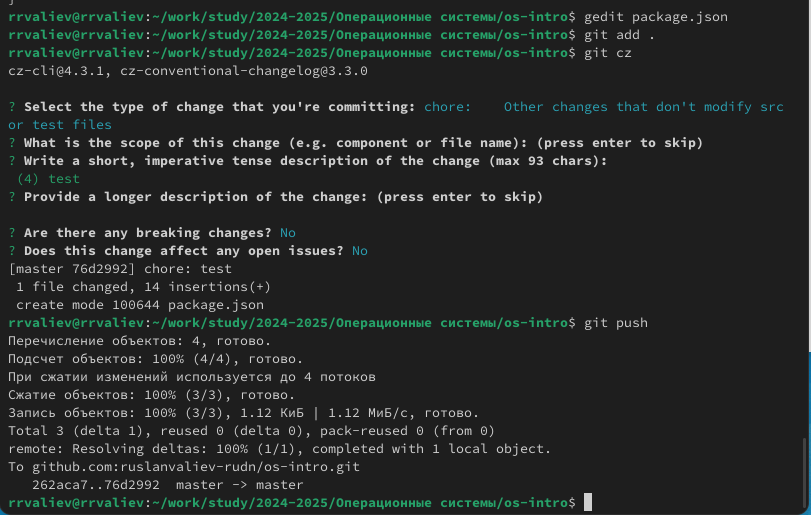 rrvaliev@rrvaliev:~/work/study/2024-2025/Операционные системы/os-intro$ gedit package.json
rrvaliev@rrvaliev:~/work/study/2024-2025/Операционные системы/os-intro$ git add .
rrvaliev@rrvaliev:~/work/study/2024-2025/Операционные системы/os-intro$ git cz
cz-cli@4.3.1, cz-conventional-changelog@3.3.0

? Select the type of change that you're committing: chore:    Other changes that don't modify src
or test files
? What is the scope of this change (e.g. component or file name): (press enter to skip)
? Write a short, imperative tense description of the change (max 93 chars):
 (4) test
? Provide a longer description of the change: (press enter to skip)

? Are there any breaking changes? No
? Does this change affect any open issues? No
[master 76d2992] chore: test
 1 file changed, 14 insertions(+)
 create mode 100644 package.json
rrvaliev@rrvaliev:~/work/study/2024-2025/Операционные системы/os-intro$ git push
Перечисление объектов: 4, готово.
Подсчет объектов: 100% (4/4), готово.
При сжатии изменений используется до 4 потоков
Сжатие объектов: 100% (3/3), готово.
Запись объектов: 100% (3/3), 1.12 КиБ | 1.12 МиБ/с, готово.
Total 3 (delta 1), reused 0 (delta 0), pack-reused 0 (from 0)
remote: Resolving deltas: 100% (1/1), completed with 1 local object.
To github.com:ruslanvaliev-rudn/os-intro.git
   262aca7..76d2992  master -> master
rrvaliev@rrvaliev:~/work/study/2024-2025/Операционные системы/os-intro$